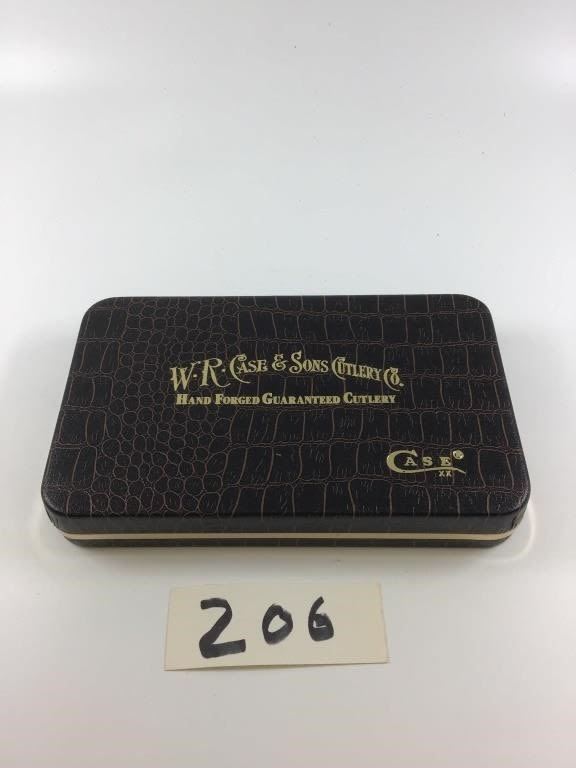 W.R. CASE & SONS CUTLERY CO.
HAND FORGED GUARANTEED CUTLERY
CASE®
XX
206